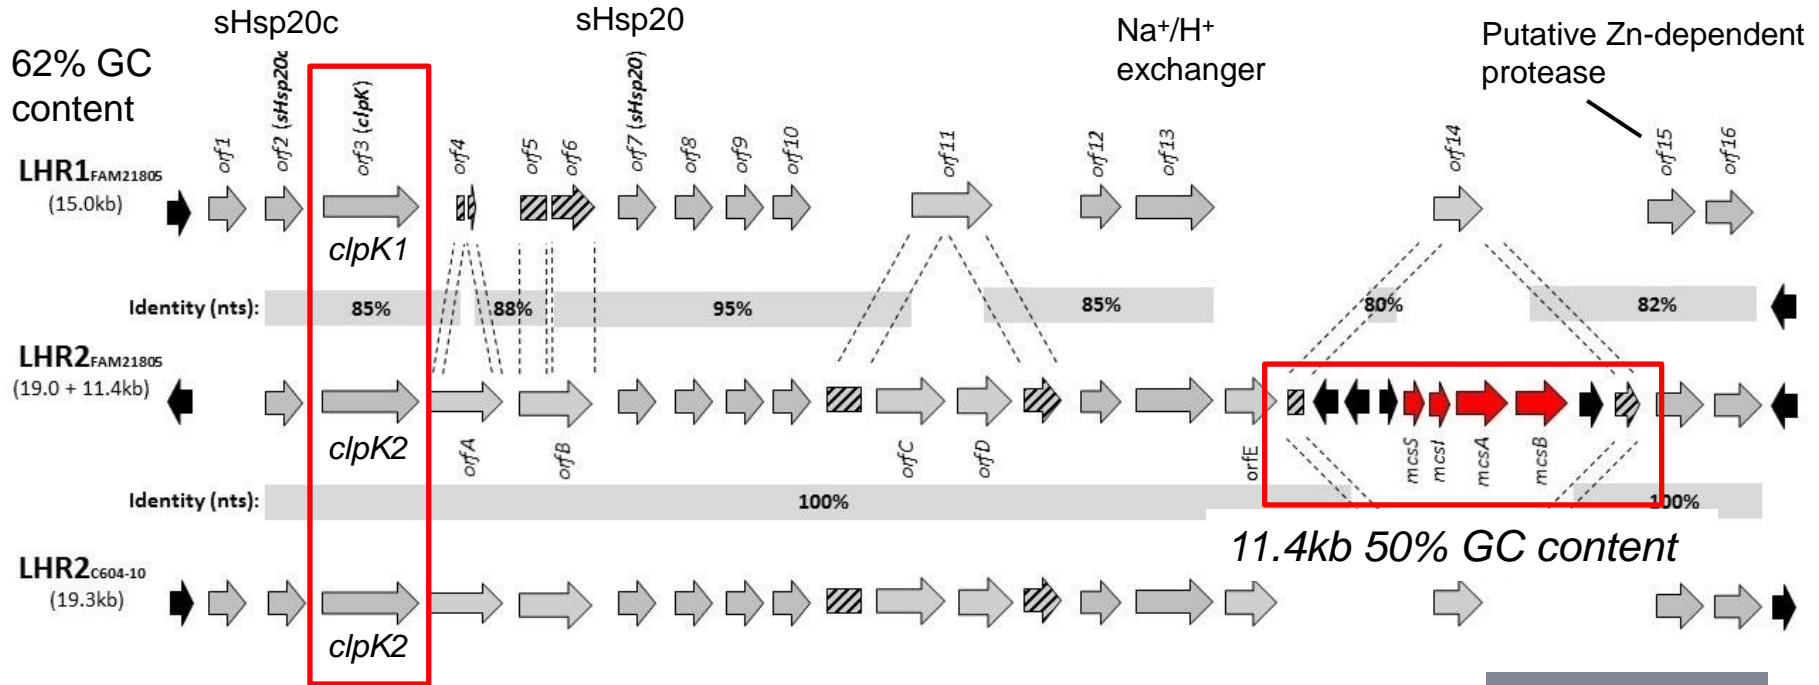 sHsp20c
sHsp20
Na⁺/H⁺
exchanger
Putative Zn-dependent
protease
62% GC
content
orf1
orf2 (sHsp20c)
orf3 (clpK)
orf4
orf5
orf6
orf7 (sHsp20)
orf8
orf9
orf10
orf11
orf12
orf13
orf14
orf15
orf16
LHR1FAM21805
(15.0kb)
clpK1
Identity (nts): 85% 88% 95% 85% 80% 82%
LHR2FAM21805
(19.0 + 11.4kb)
clpK2
orfA
orfB
orfC
orfD
orfE
mcsS
mcsI
mcsA
mcsB
Identity (nts): 100% 100%
11.4kb 50% GC content
LHR2C604-10
(19.3kb)
clpK2